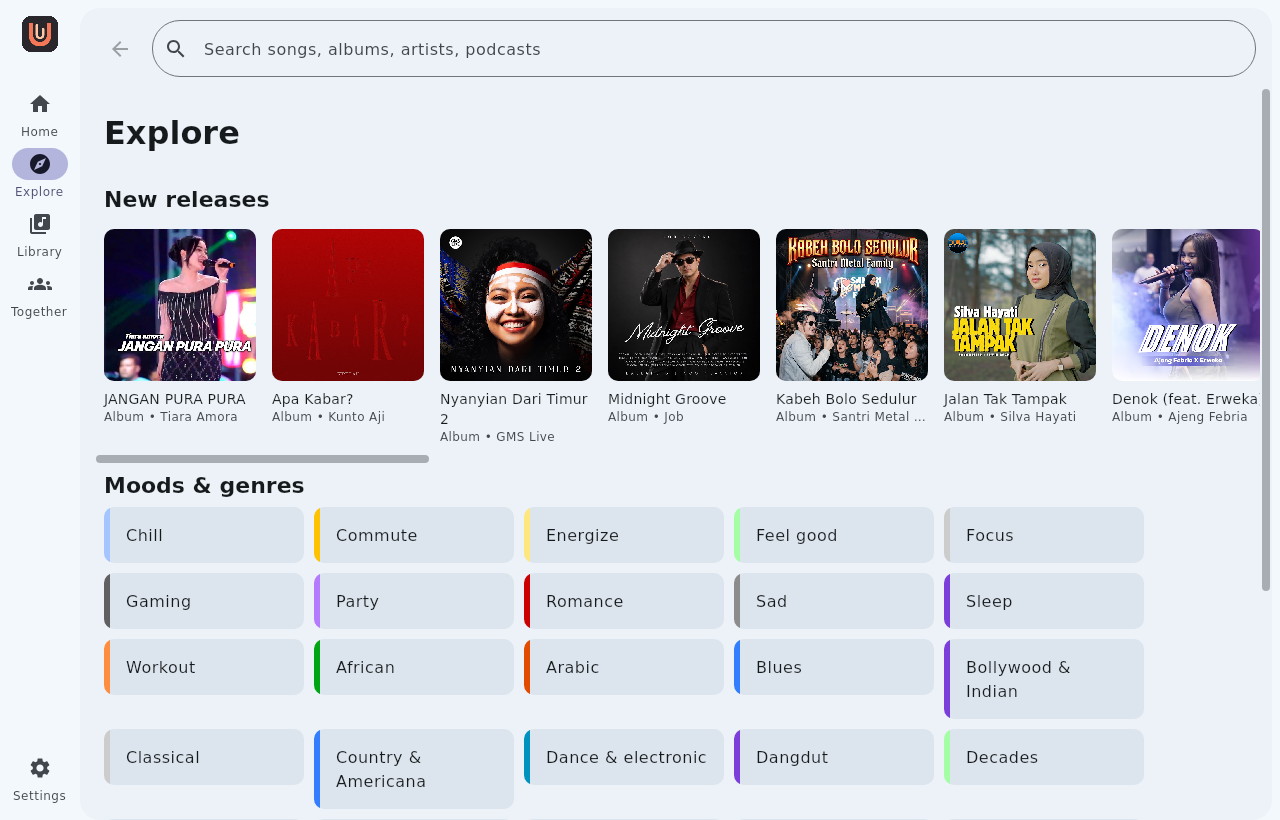 Search songs, albums, artists, podcasts
Home
Explore
Library
Together
Settings
Explore
New releases
Tiara Amora
JANGAN PURA PURA
KABAR
NYANYIAN DARI TIMUR 2
Midnight Groove
KABEH BOLO SEDULUR
Santri Metal Family
Silva Hayati
JALAN TAK
TAMPAK
DENOK
Ajeng Febria X Erweka
JANGAN PURA PURA
Album • Tiara Amora
Apa Kabar?
Album • Kunto Aji
Nyanyian Dari Timur
2
Album • GMS Live
Midnight Groove
Album • Job
Kabeh Bolo Sedulur
Album • Santri Metal ...
Jalan Tak Tampak
Album • Silva Hayati
Denok (feat. Erweka
Album • Ajeng Febria
Moods & genres
Chill
Commute
Energize
Feel good
Focus
Gaming
Party
Romance
Sad
Sleep
Workout
African
Arabic
Blues
Bollywood &
Indian
Classical
Country &
Americana
Dance & electronic
Dangdut
Decades